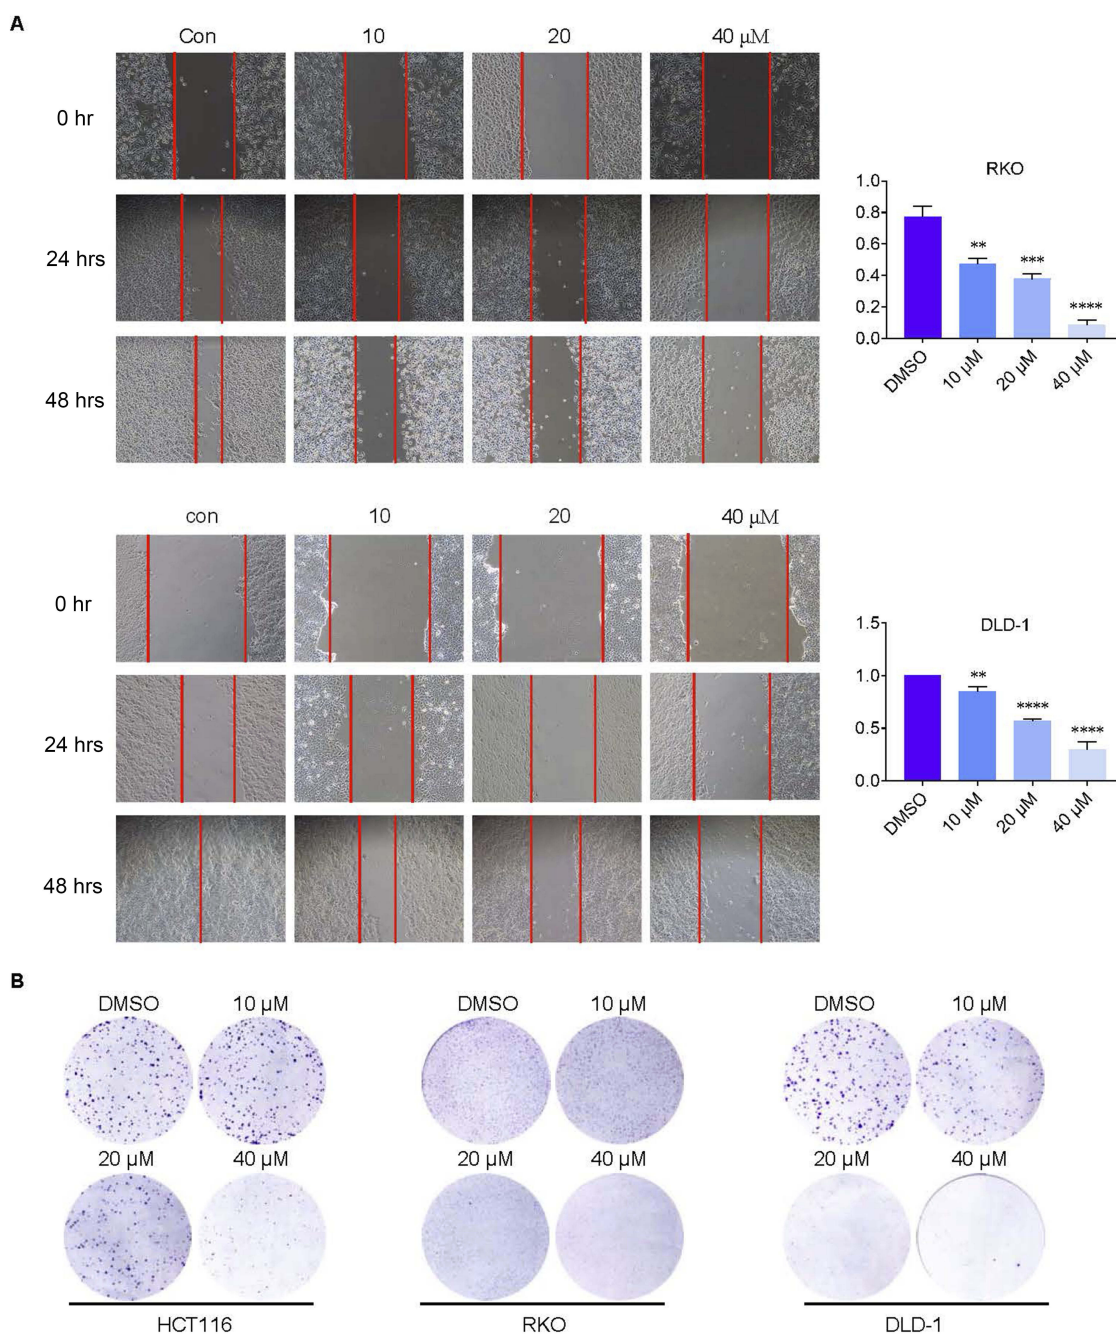 A
Con 10 20 40 μM
0 hr
24 hrs
48 hrs
RKO
1.0
0.8
0.6
0.4
0.2
0.0
**
***
****
DMSO 10 μM 20 μM 40 μM
con 10 20 40 μM
0 hr
24 hrs
48 hrs
DLD-1
1.5
1.0
0.5
0.0
**
****
****
DMSO 10 μM 20 μM 40 μM
B
DMSO 10 μM DMSO 10 μM DMSO 10 μM
20 μM 40 μM 20 μM 40 μM 20 μM 40 μM
HCT116 RKO DLD-1